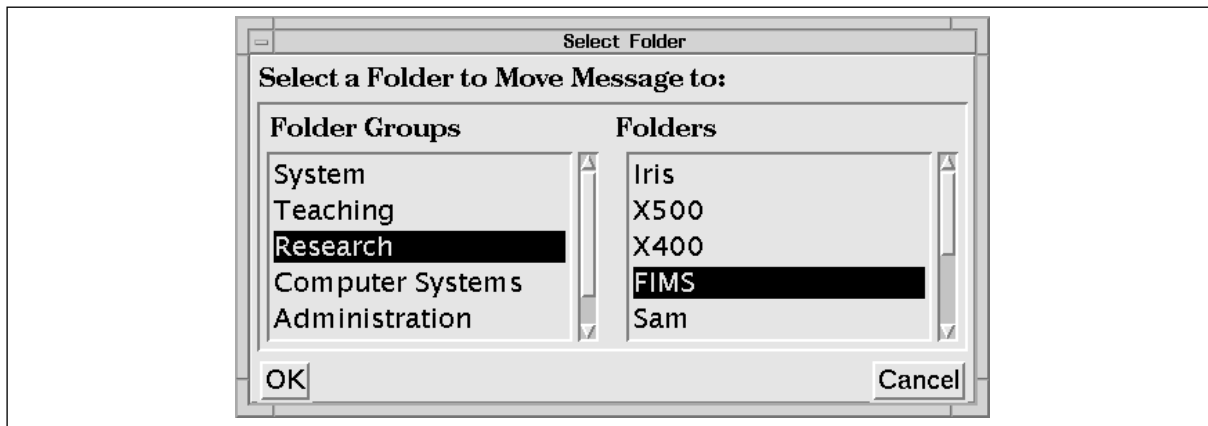 Select Folder
Select a Folder to Move Message to:
Folder Groups
Folders
System
Teaching
Research
Computer Systems
Administration
Iris
X500
X400
FIMS
Sam
OK
Cancel